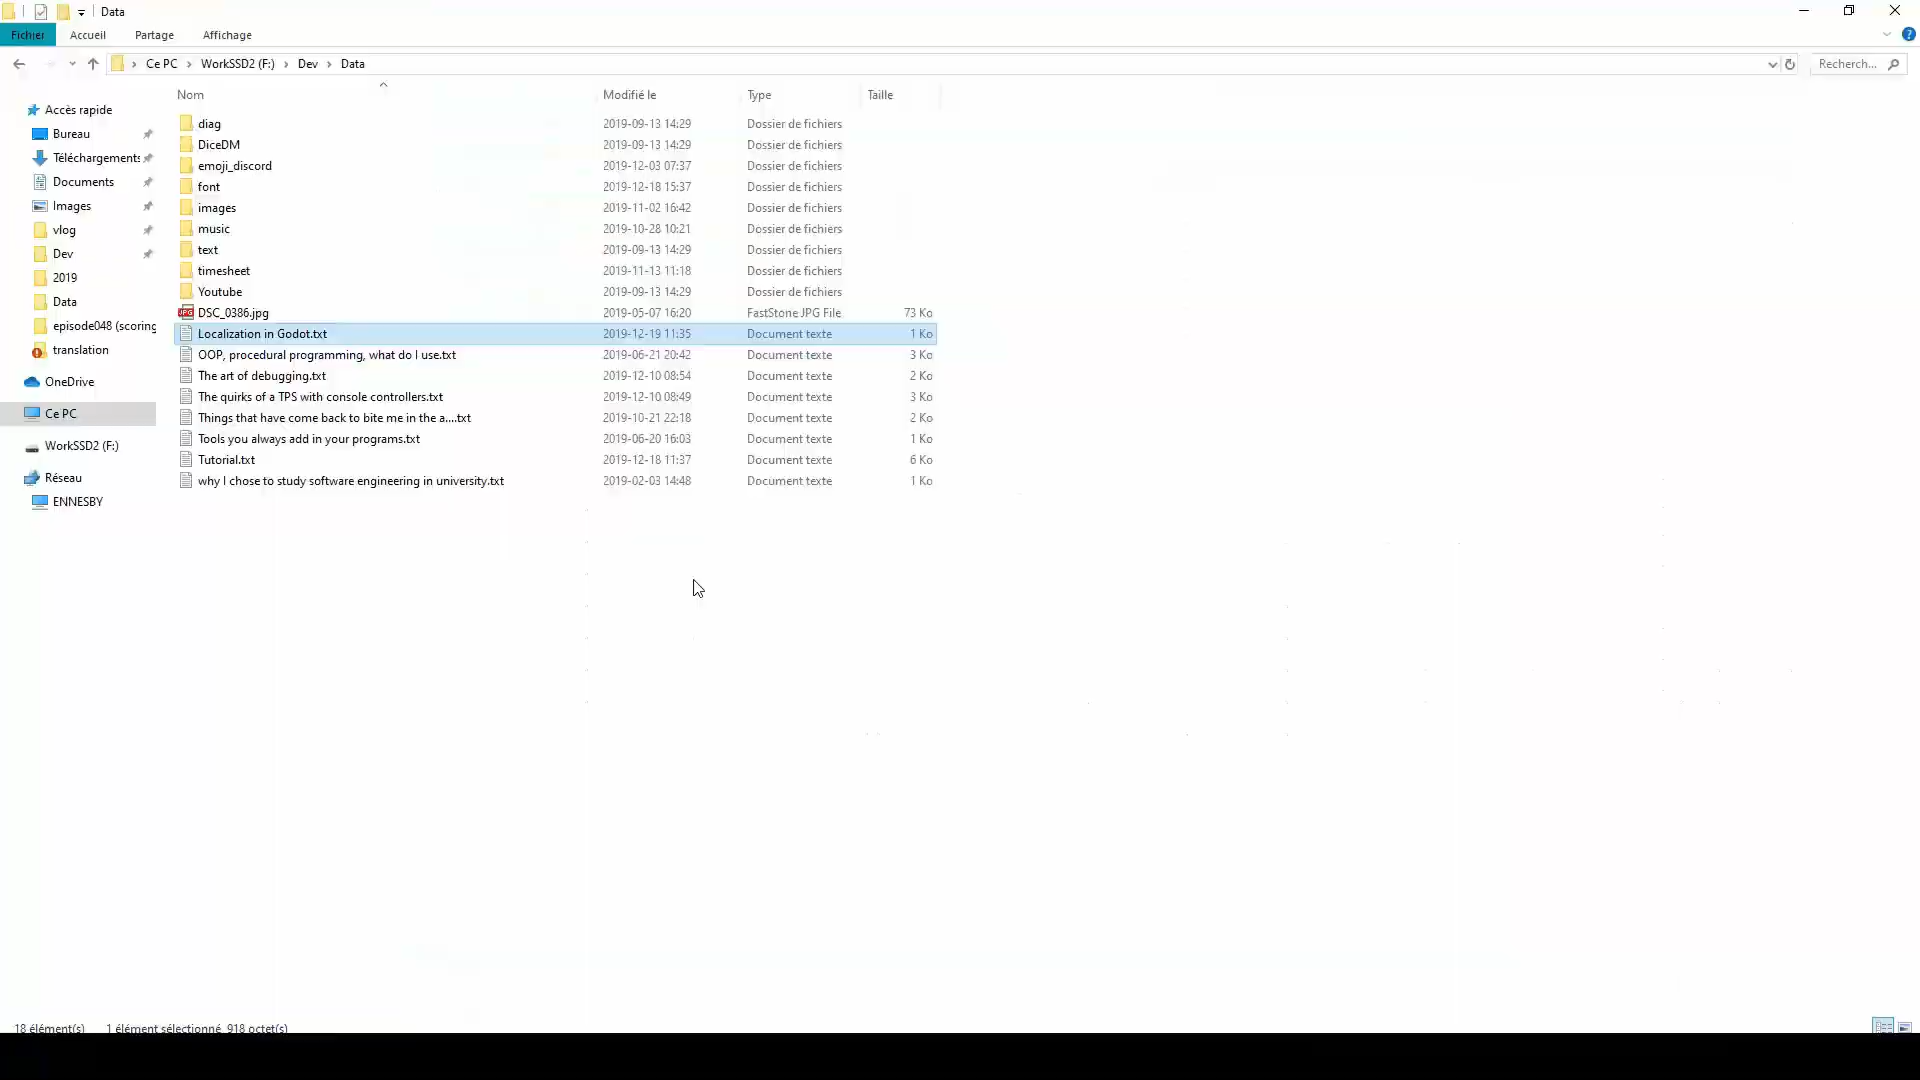 Data
Fichier Accueil Partage Affichage
Ce PC > WorkSSD2 (F:) > Dev > Data
Recherch...
Nom Modifié le Type Taille
Accès rapide
Bureau
Téléchargements
Documents
Images
vlog
Dev
2019
Data
episode048 (scoring
translation
OneDrive
Ce PC
WorkSSD2 (F:)
Réseau
ENNESBY
diag 2019-09-13 14:29 Dossier de fichiers
DiceDM 2019-09-13 14:29 Dossier de fichiers
emoji_discord 2019-12-03 07:37 Dossier de fichiers
font 2019-12-18 15:37 Dossier de fichiers
images 2019-11-02 16:42 Dossier de fichiers
music 2019-10-28 10:21 Dossier de fichiers
text 2019-09-13 14:29 Dossier de fichiers
timesheet 2019-11-13 11:18 Dossier de fichiers
Youtube 2019-09-13 14:29 Dossier de fichiers
DSC_0386.jpg 2019-05-07 16:20 FastStone JPG File 73 Ko
Localization in Godot.txt 2019-12-19 11:35 Document texte 1 Ko
OOP, procedural programming, what do I use.txt 2019-06-21 20:42 Document texte 3 Ko
The art of debugging.txt 2019-12-10 08:54 Document texte 2 Ko
The quirks of a TPS with console controllers.txt 2019-12-10 08:49 Document texte 3 Ko
Things that have come back to bite me in the a....txt 2019-10-21 22:18 Document texte 2 Ko
Tools you always add in your programs.txt 2019-06-20 16:03 Document texte 1 Ko
Tutorial.txt 2019-12-18 11:37 Document texte 6 Ko
why I chose to study software engineering in university.txt 2019-02-03 14:48 Document texte 1 Ko
18 élément(s) 1 élément sélectionné 918 octet(s)